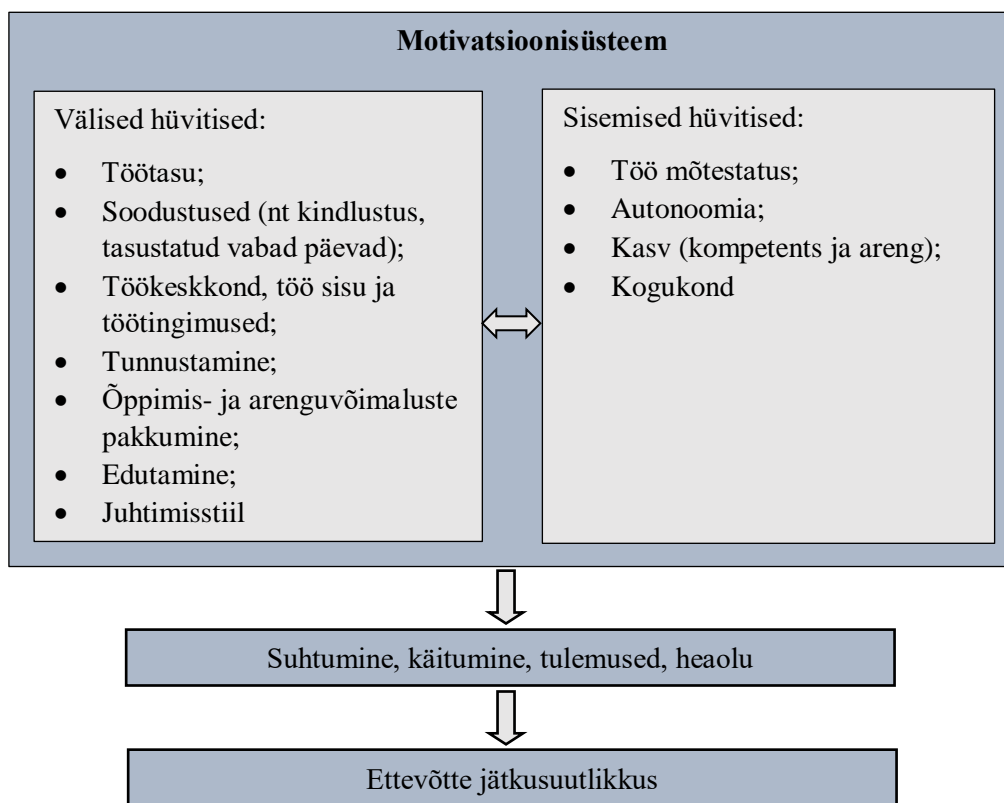 Motivatsioonisüsteem
Välised hüvitised:
• Töötasu;
• Soodustused (nt kindlustus,
tasustatud vabad päevad);
• Töökeskkond, töö sisu ja
töötingimused;
• Tunnustamine;
• Õppimis- ja arenguvõimaluste
pakkumine;
• Edutamine;
• Juhtimisstiil
Sisemised hüvitised:
• Töö mõtestatus;
• Autonoomia;
• Kasv (kompetents ja areng);
• Kogukond
Suhtumine, käitumine, tulemused, heaolu
Ettevõtte jätkusuutlikkus